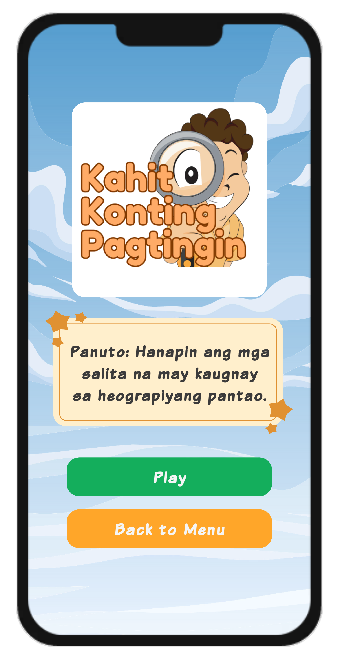 Kahit
Konting
Pagtingin
Panuto: Hanapin ang mga
salita na may kaugnay
sa heograpiyang pantao.
Play
Back to Menu